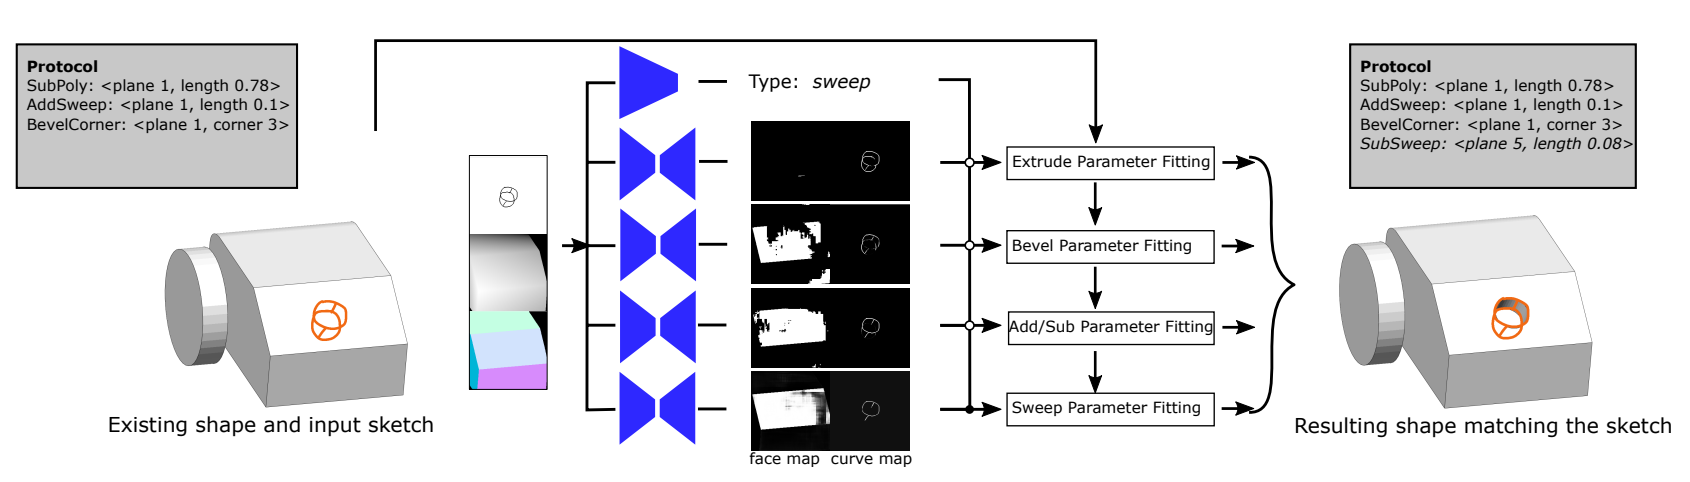 Protocol
SubPoly: <plane 1, length 0.78>
AddSweep: <plane 1, length 0.1>
BevelCorner: <plane 1, corner 3>
Existing shape and input sketch
Type: sweep
face map curve map
Extrude Parameter Fitting
Bevel Parameter Fitting
Add/Sub Parameter Fitting
Sweep Parameter Fitting
Protocol
SubPoly: <plane 1, length 0.78>
AddSweep: <plane 1, length 0.1>
BevelCorner: <plane 1, corner 3>
SubSweep: <plane 5, length 0.08>
Resulting shape matching the sketch